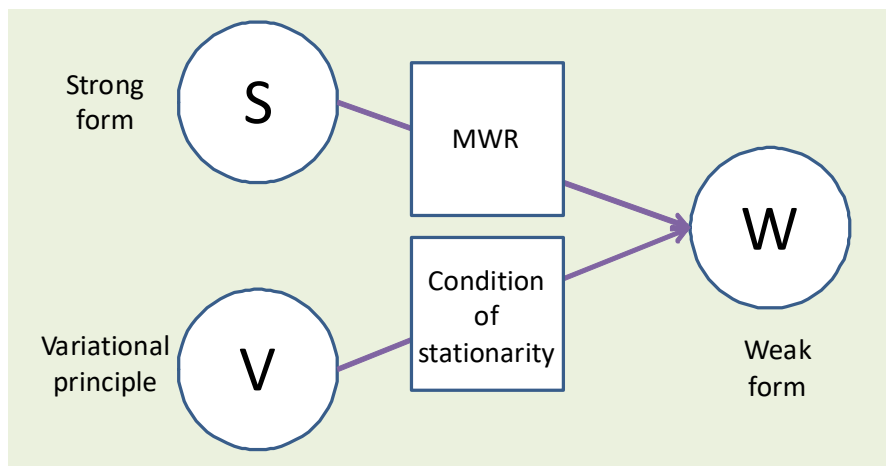 Strong
form
S
MWR
W
Weak
form
Variational
principle
V
Condition
of
stationarity